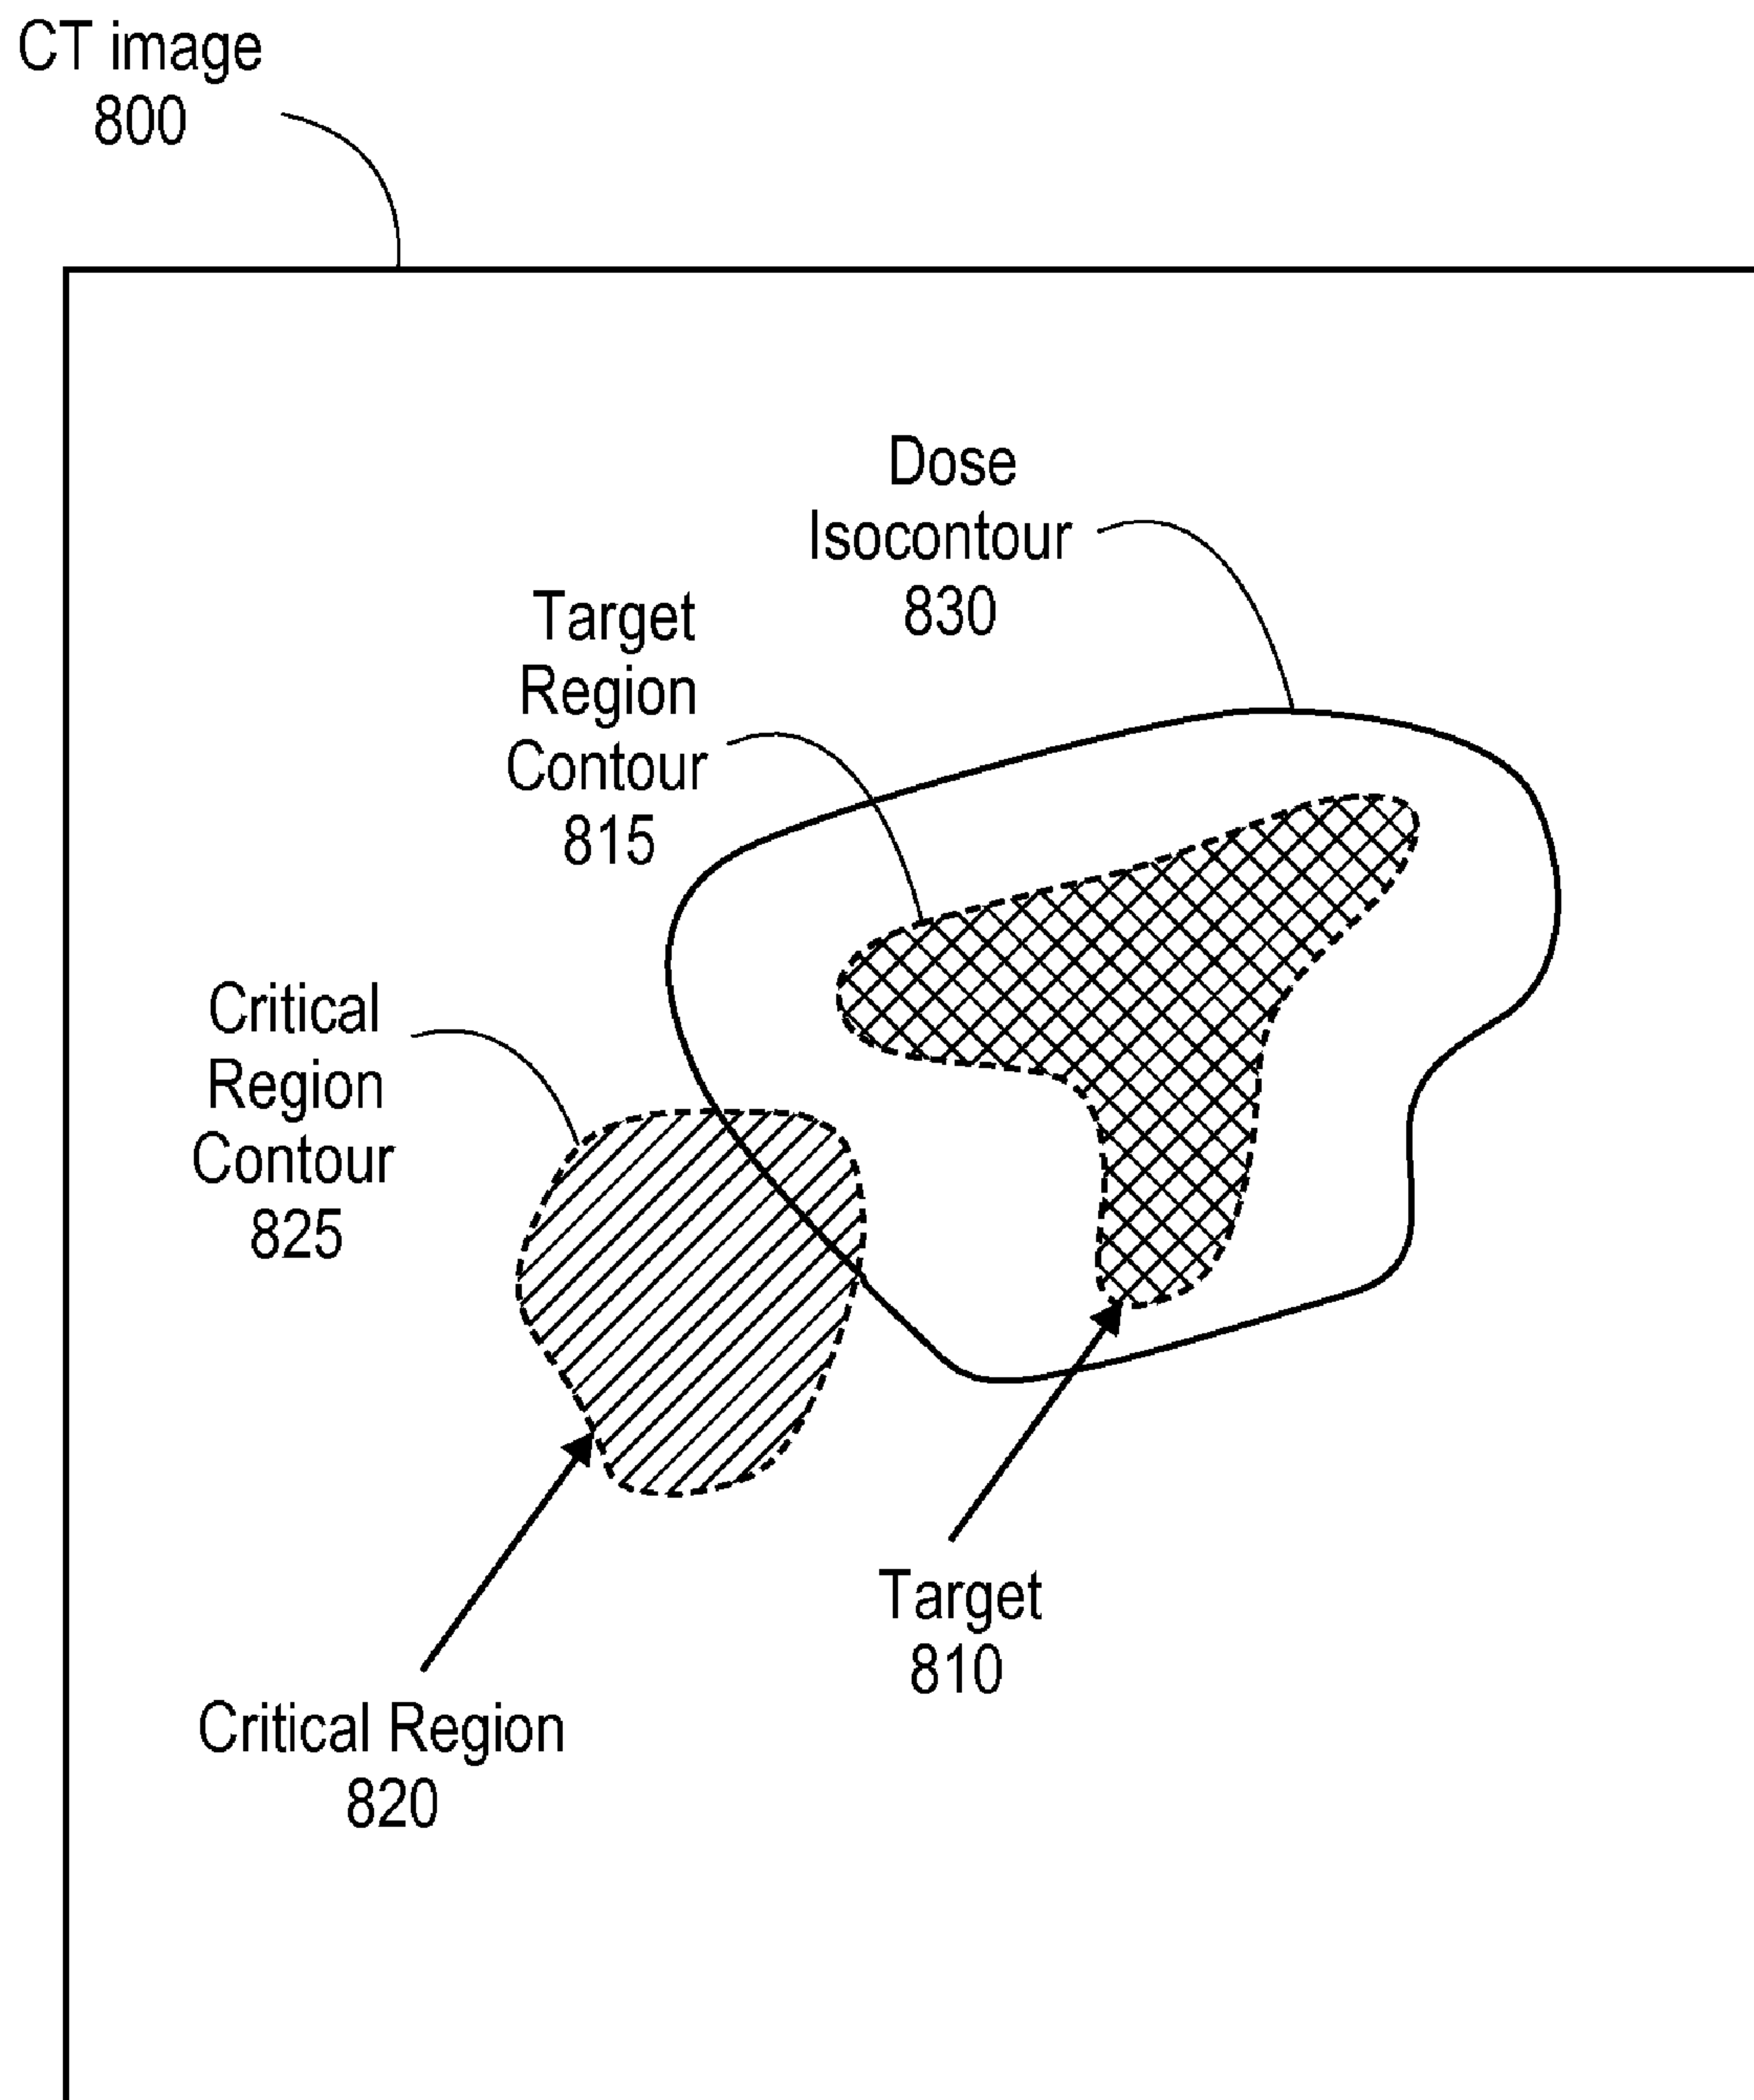 CT image
800
Dose
Isocontour
830
Target
Region
Contour
815
Critical
Region
Contour
825
Target
810
Critical Region
820